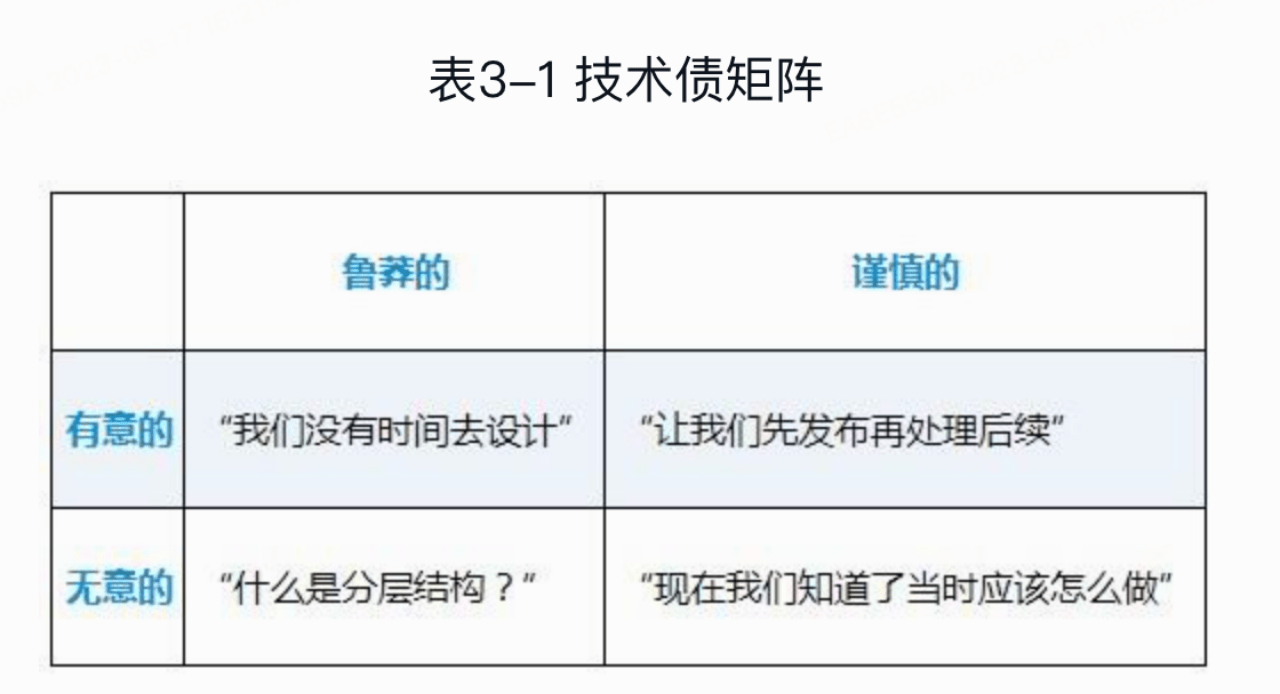 表3-1 技术债矩阵
鲁莽的 谨慎的
有意的 “我们没有时间去设计” “让我们先发布再处理后续”
无意的 “什么是分层结构？” “现在我们知道了当时应该怎么做”